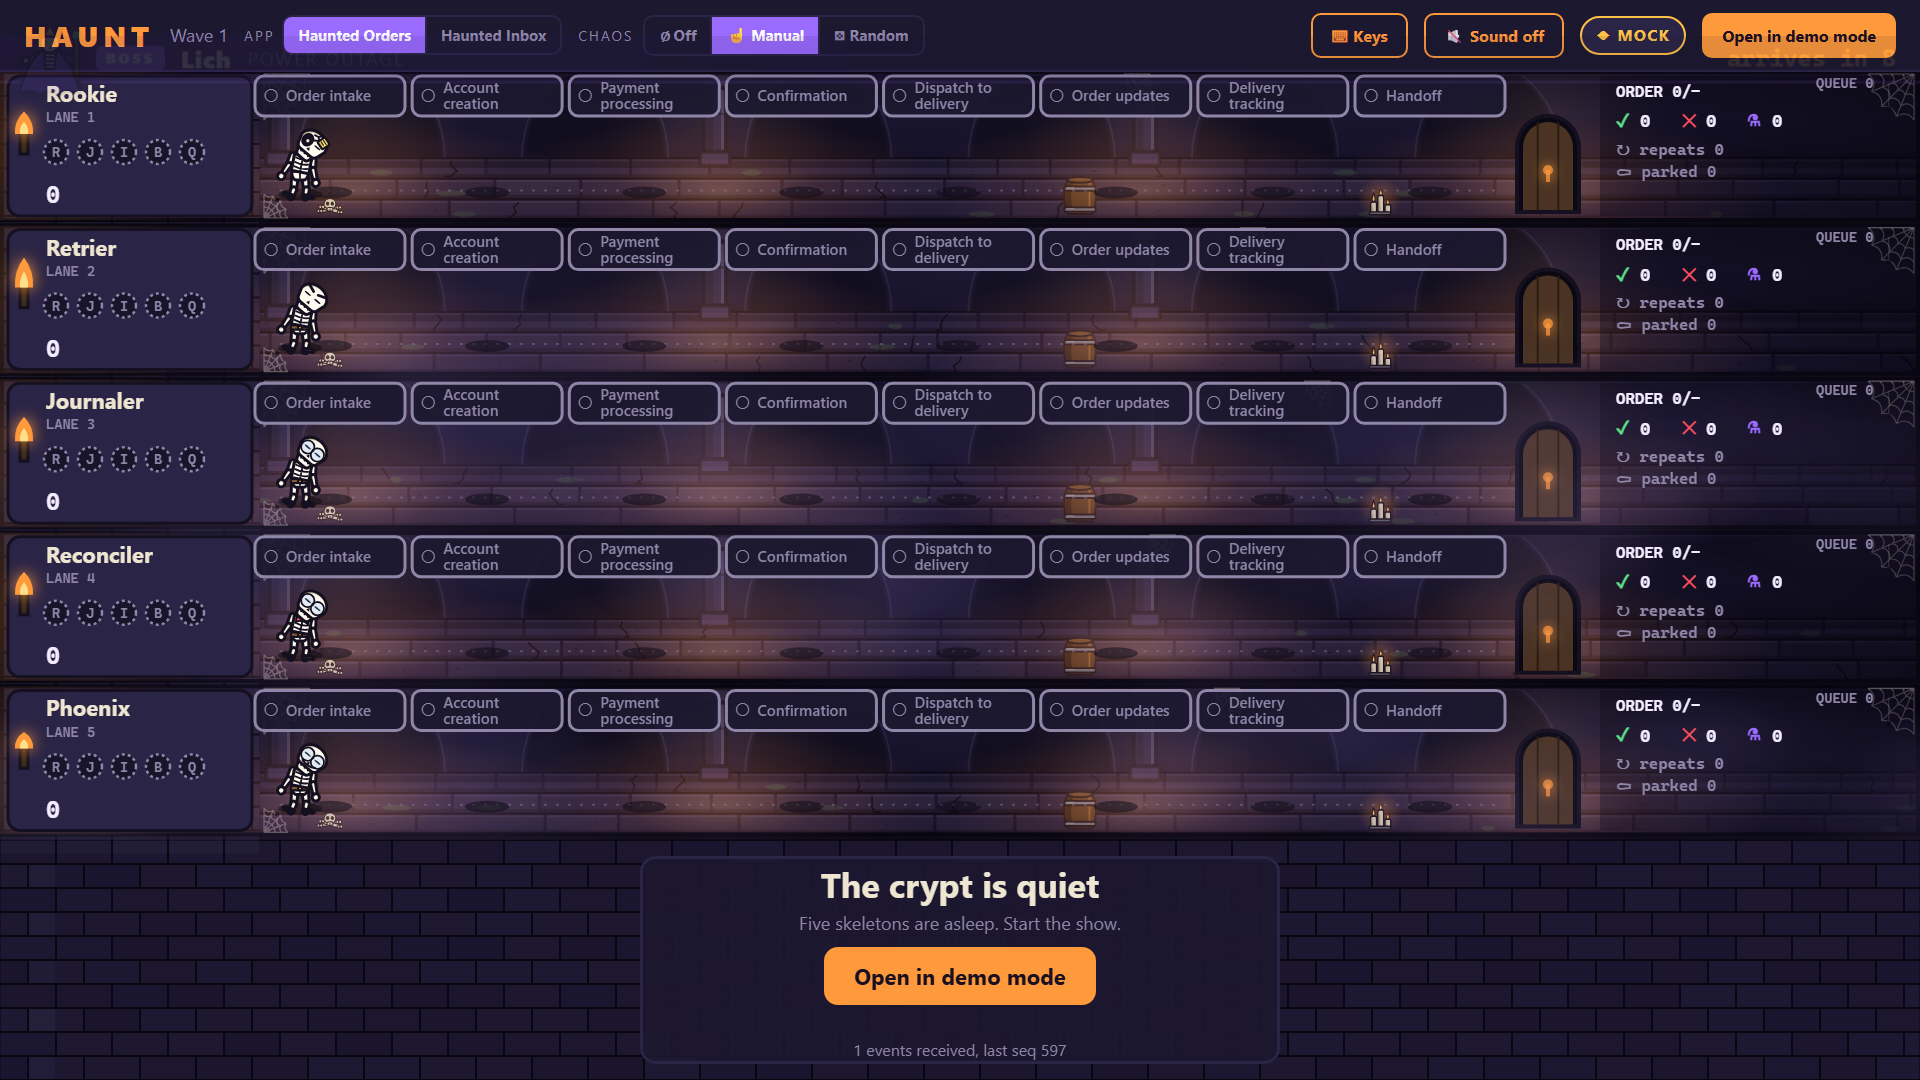 HAUNT Wave 1 APP Haunted Orders Haunted Inbox CHAOS Ø Off Manual Random Keys Sound off MOCK Open in demo mode
BOSS Lich POWER OUTAGE arrives in 8
Rookie
LANE 1
R J I B Q
0
Order intake
Account creation
Payment processing
Confirmation
Dispatch to delivery
Order updates
Delivery tracking
Handoff
QUEUE 0
ORDER 0/–
0 0 0
repeats 0
parked 0
Retrier
LANE 2
R J I B Q
0
Order intake
Account creation
Payment processing
Confirmation
Dispatch to delivery
Order updates
Delivery tracking
Handoff
QUEUE 0
ORDER 0/–
0 0 0
repeats 0
parked 0
Journaler
LANE 3
R J I B Q
0
Order intake
Account creation
Payment processing
Confirmation
Dispatch to delivery
Order updates
Delivery tracking
Handoff
QUEUE 0
ORDER 0/–
0 0 0
repeats 0
parked 0
Reconciler
LANE 4
R J I B Q
0
Order intake
Account creation
Payment processing
Confirmation
Dispatch to delivery
Order updates
Delivery tracking
Handoff
QUEUE 0
ORDER 0/–
0 0 0
repeats 0
parked 0
Phoenix
LANE 5
R J I B Q
0
Order intake
Account creation
Payment processing
Confirmation
Dispatch to delivery
Order updates
Delivery tracking
Handoff
QUEUE 0
ORDER 0/–
0 0 0
repeats 0
parked 0
The crypt is quiet
Five skeletons are asleep. Start the show.
Open in demo mode
1 events received, last seq 597